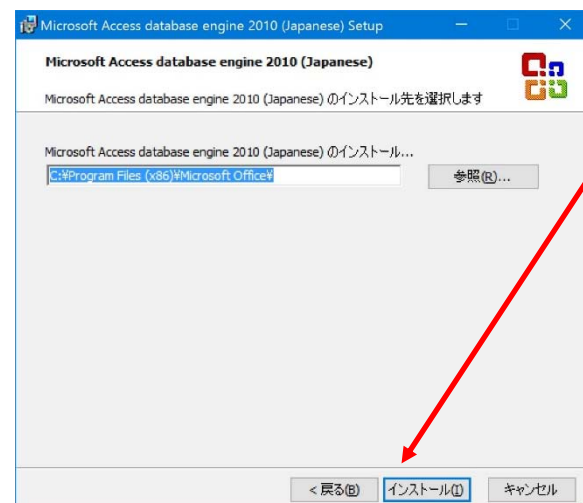 Microsoft Access database engine 2010 (Japanese) Setup
Microsoft Access database engine 2010 (Japanese)
Microsoft Access database engine 2010 (Japanese) のインストール先を選択します
Microsoft Access database engine 2010 (Japanese) のインストール...
C:¥Program Files (x86)¥Microsoft Office¥
参照(R)...
< 戻る(B)
インストール(I)
キャンセル